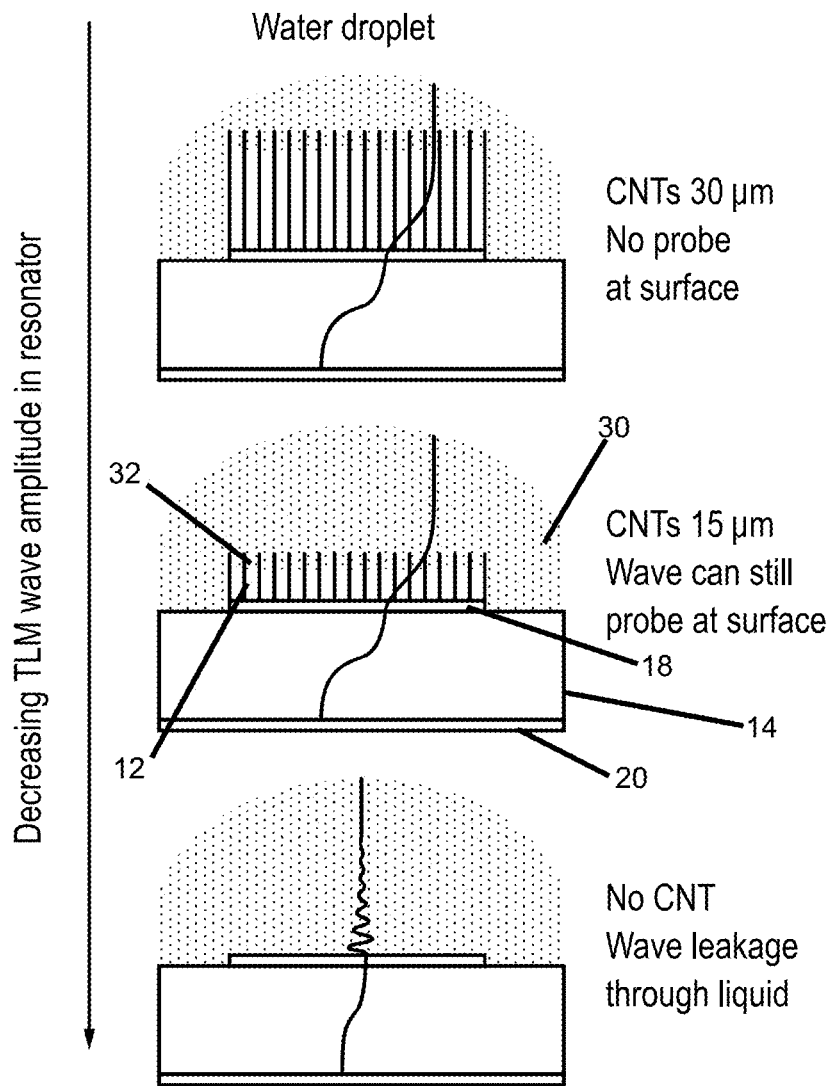 Water droplet
Decreasing TLM wave amplitude in resonator
CNTs 30 µm
No probe
at surface
30
32
CNTs 15 µm
Wave can still
probe at surface
18
14
12
20
No CNT
Wave leakage
through liquid